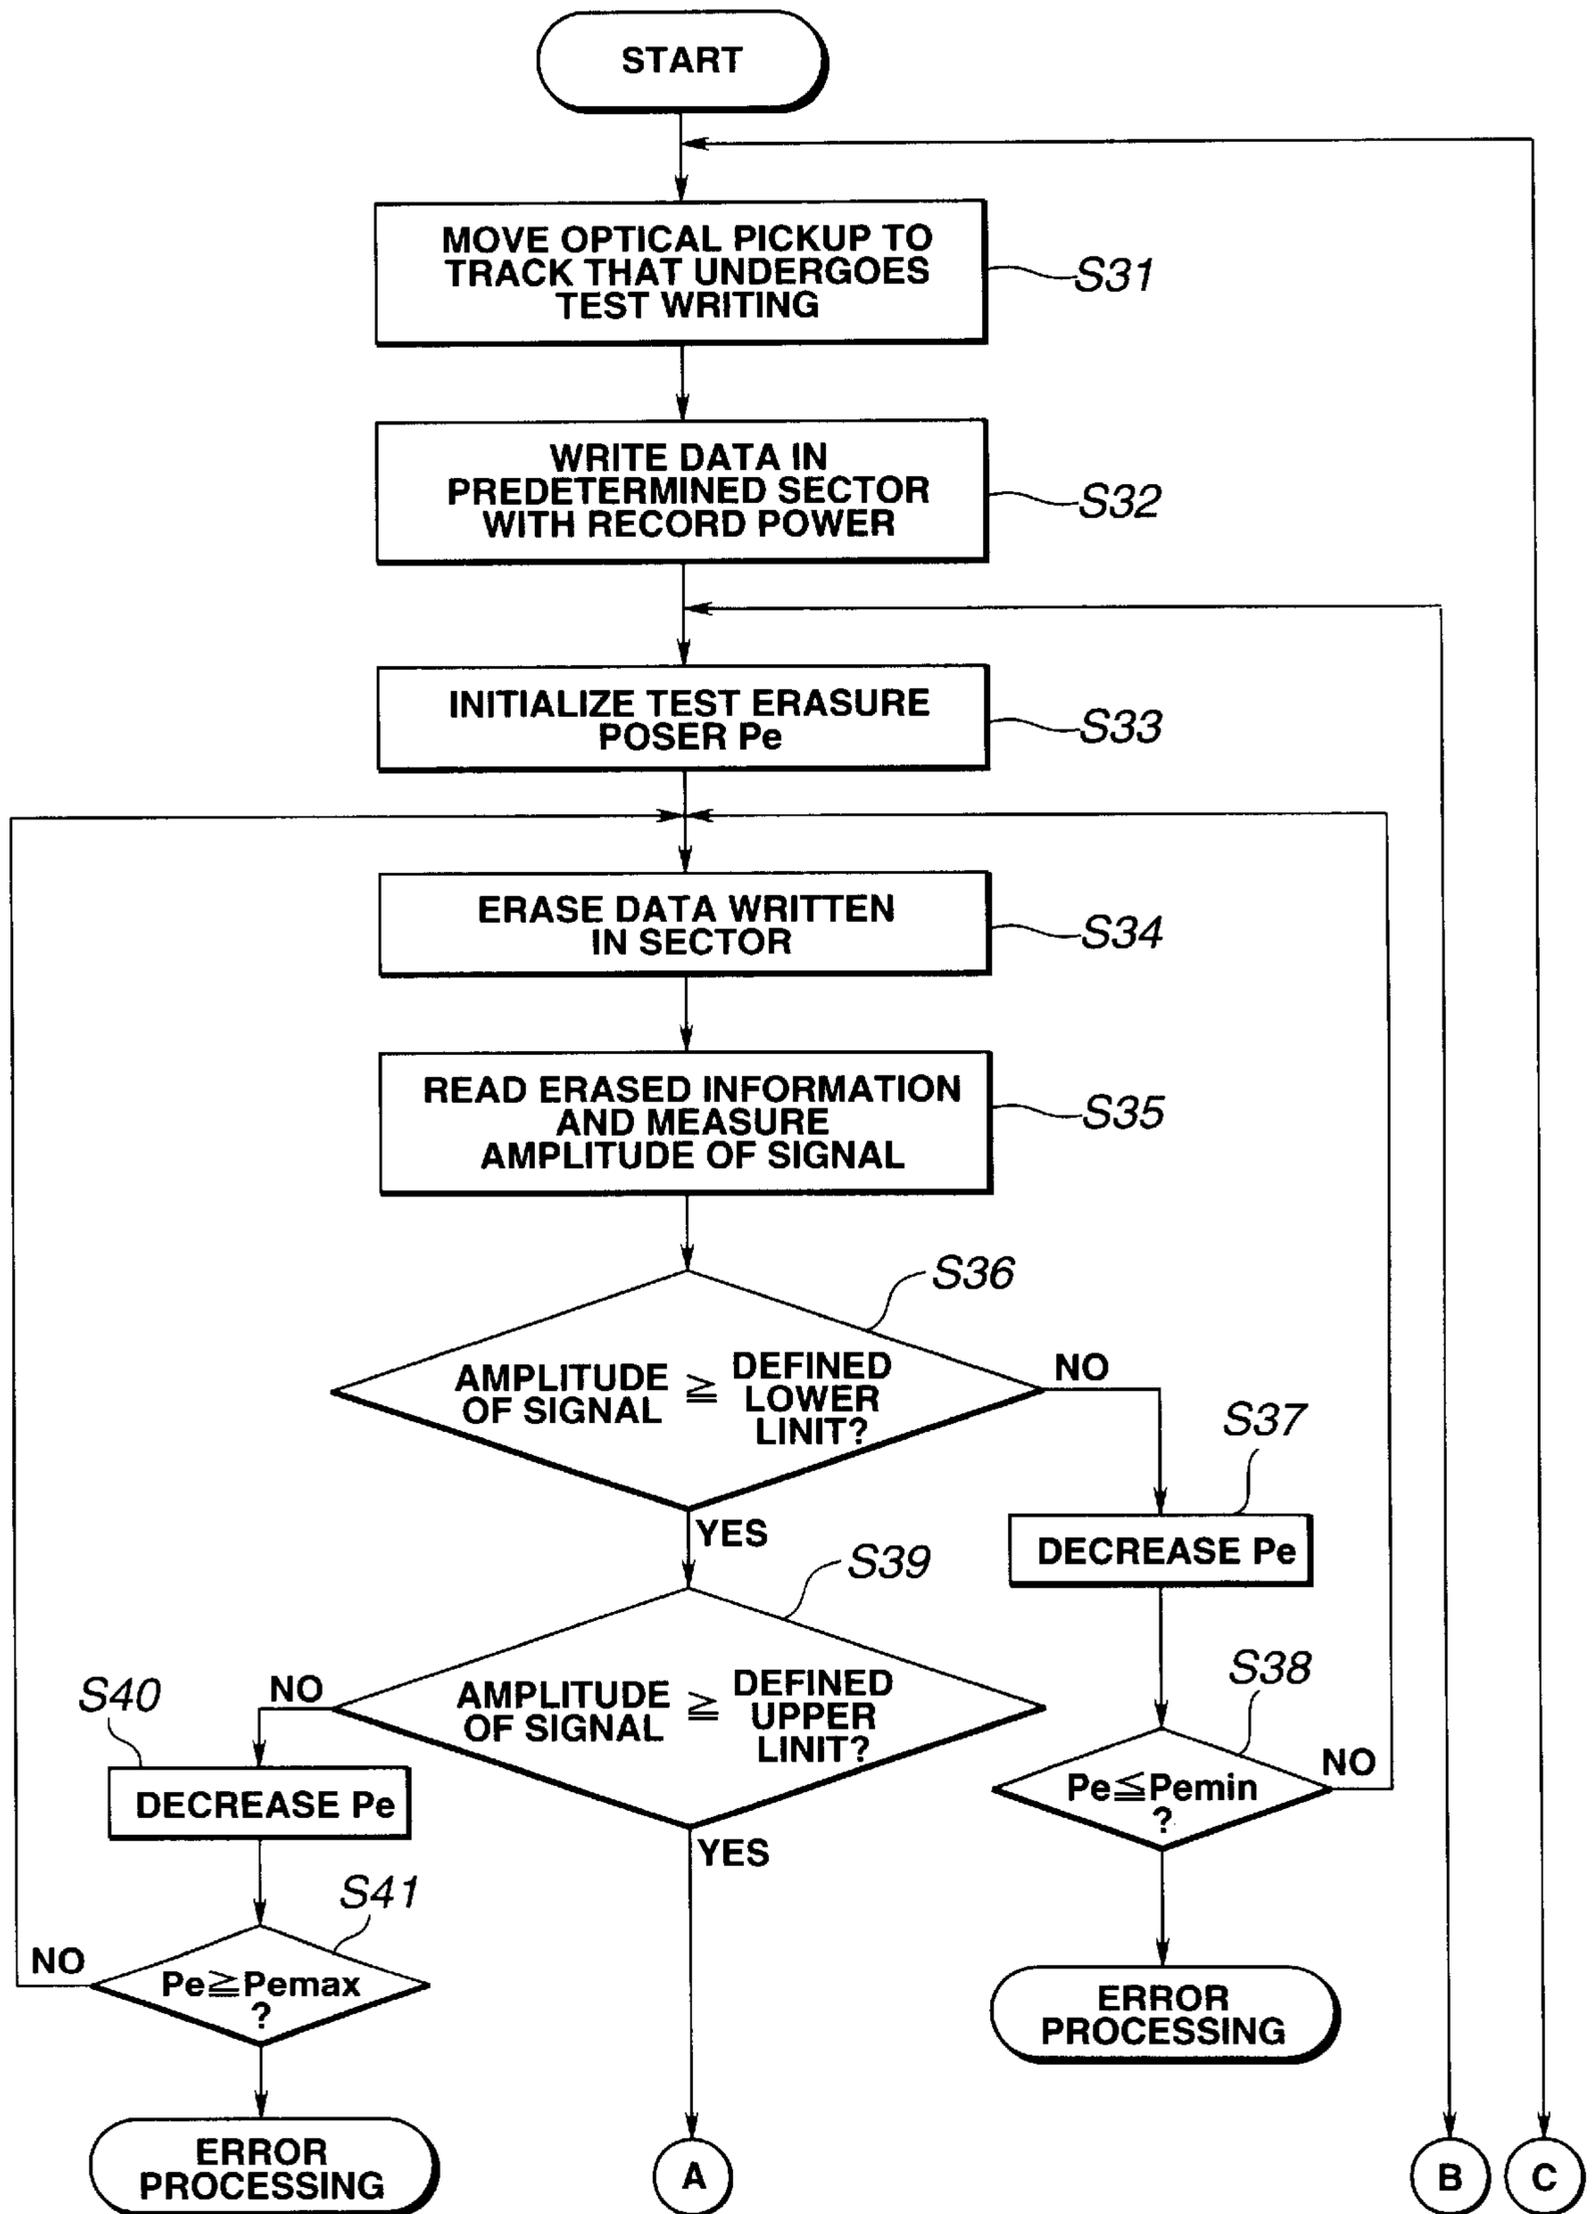 START
MOVE OPTICAL PICKUP TO
TRACK THAT UNDERGOES
TEST WRITING
S31
WRITE DATA IN
PREDETERMINED SECTOR
WITH RECORD POWER
S32
INITIALIZE TEST ERASURE
POSER Pe
S33
ERASE DATA WRITTEN
IN SECTOR
S34
READ ERASED INFORMATION
AND MEASURE
AMPLITUDE OF SIGNAL
S35
S36
AMPLITUDE
OF SIGNAL
≧
DEFINED
LOWER
LINIT?
NO
YES
S37
DECREASE Pe
S38
Pe≦Pemin
?
NO
ERROR
PROCESSING
S39
AMPLITUDE
OF SIGNAL
≧
DEFINED
UPPER
LINIT?
NO
YES
S40
DECREASE Pe
S41
Pe≧Pemax
?
NO
ERROR
PROCESSING
A
B
C